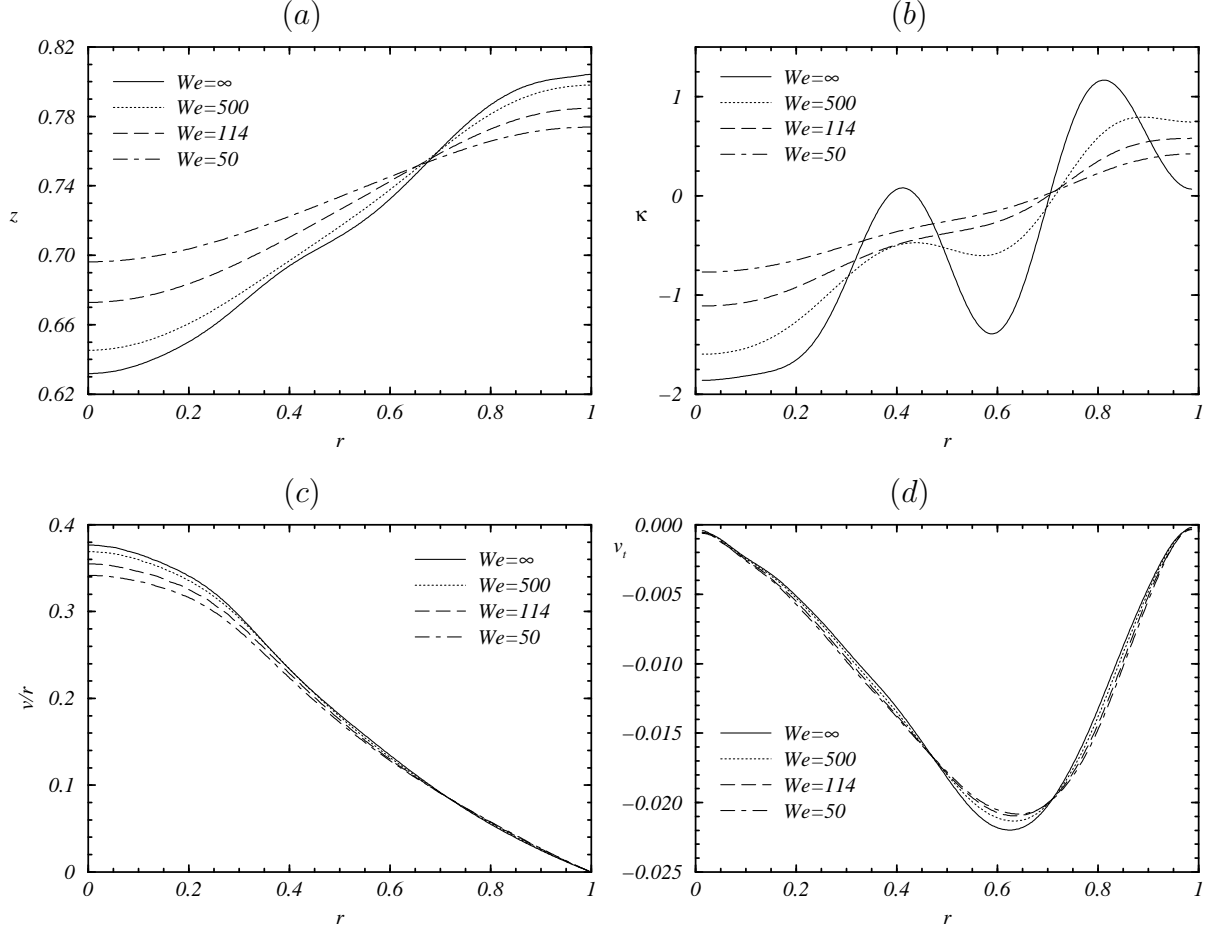 (a)
0.82
0.78
0.74
z
0.70
0.66
0.62
We=∞
We=500
We=114
We=50
0 0.2 0.4 0.6 0.8 1
r
(b)
1
0
κ
−1
−2
We=∞
We=500
We=114
We=50
0 0.2 0.4 0.6 0.8 1
r
(c)
0.4
0.3
0.2
v/r
0.1
0
We=∞
We=500
We=114
We=50
0 0.2 0.4 0.6 0.8 1
r
(d)
0.000
v_t
−0.005
−0.010
−0.015
−0.020
−0.025
We=∞
We=500
We=114
We=50
0 0.2 0.4 0.6 0.8 1
r